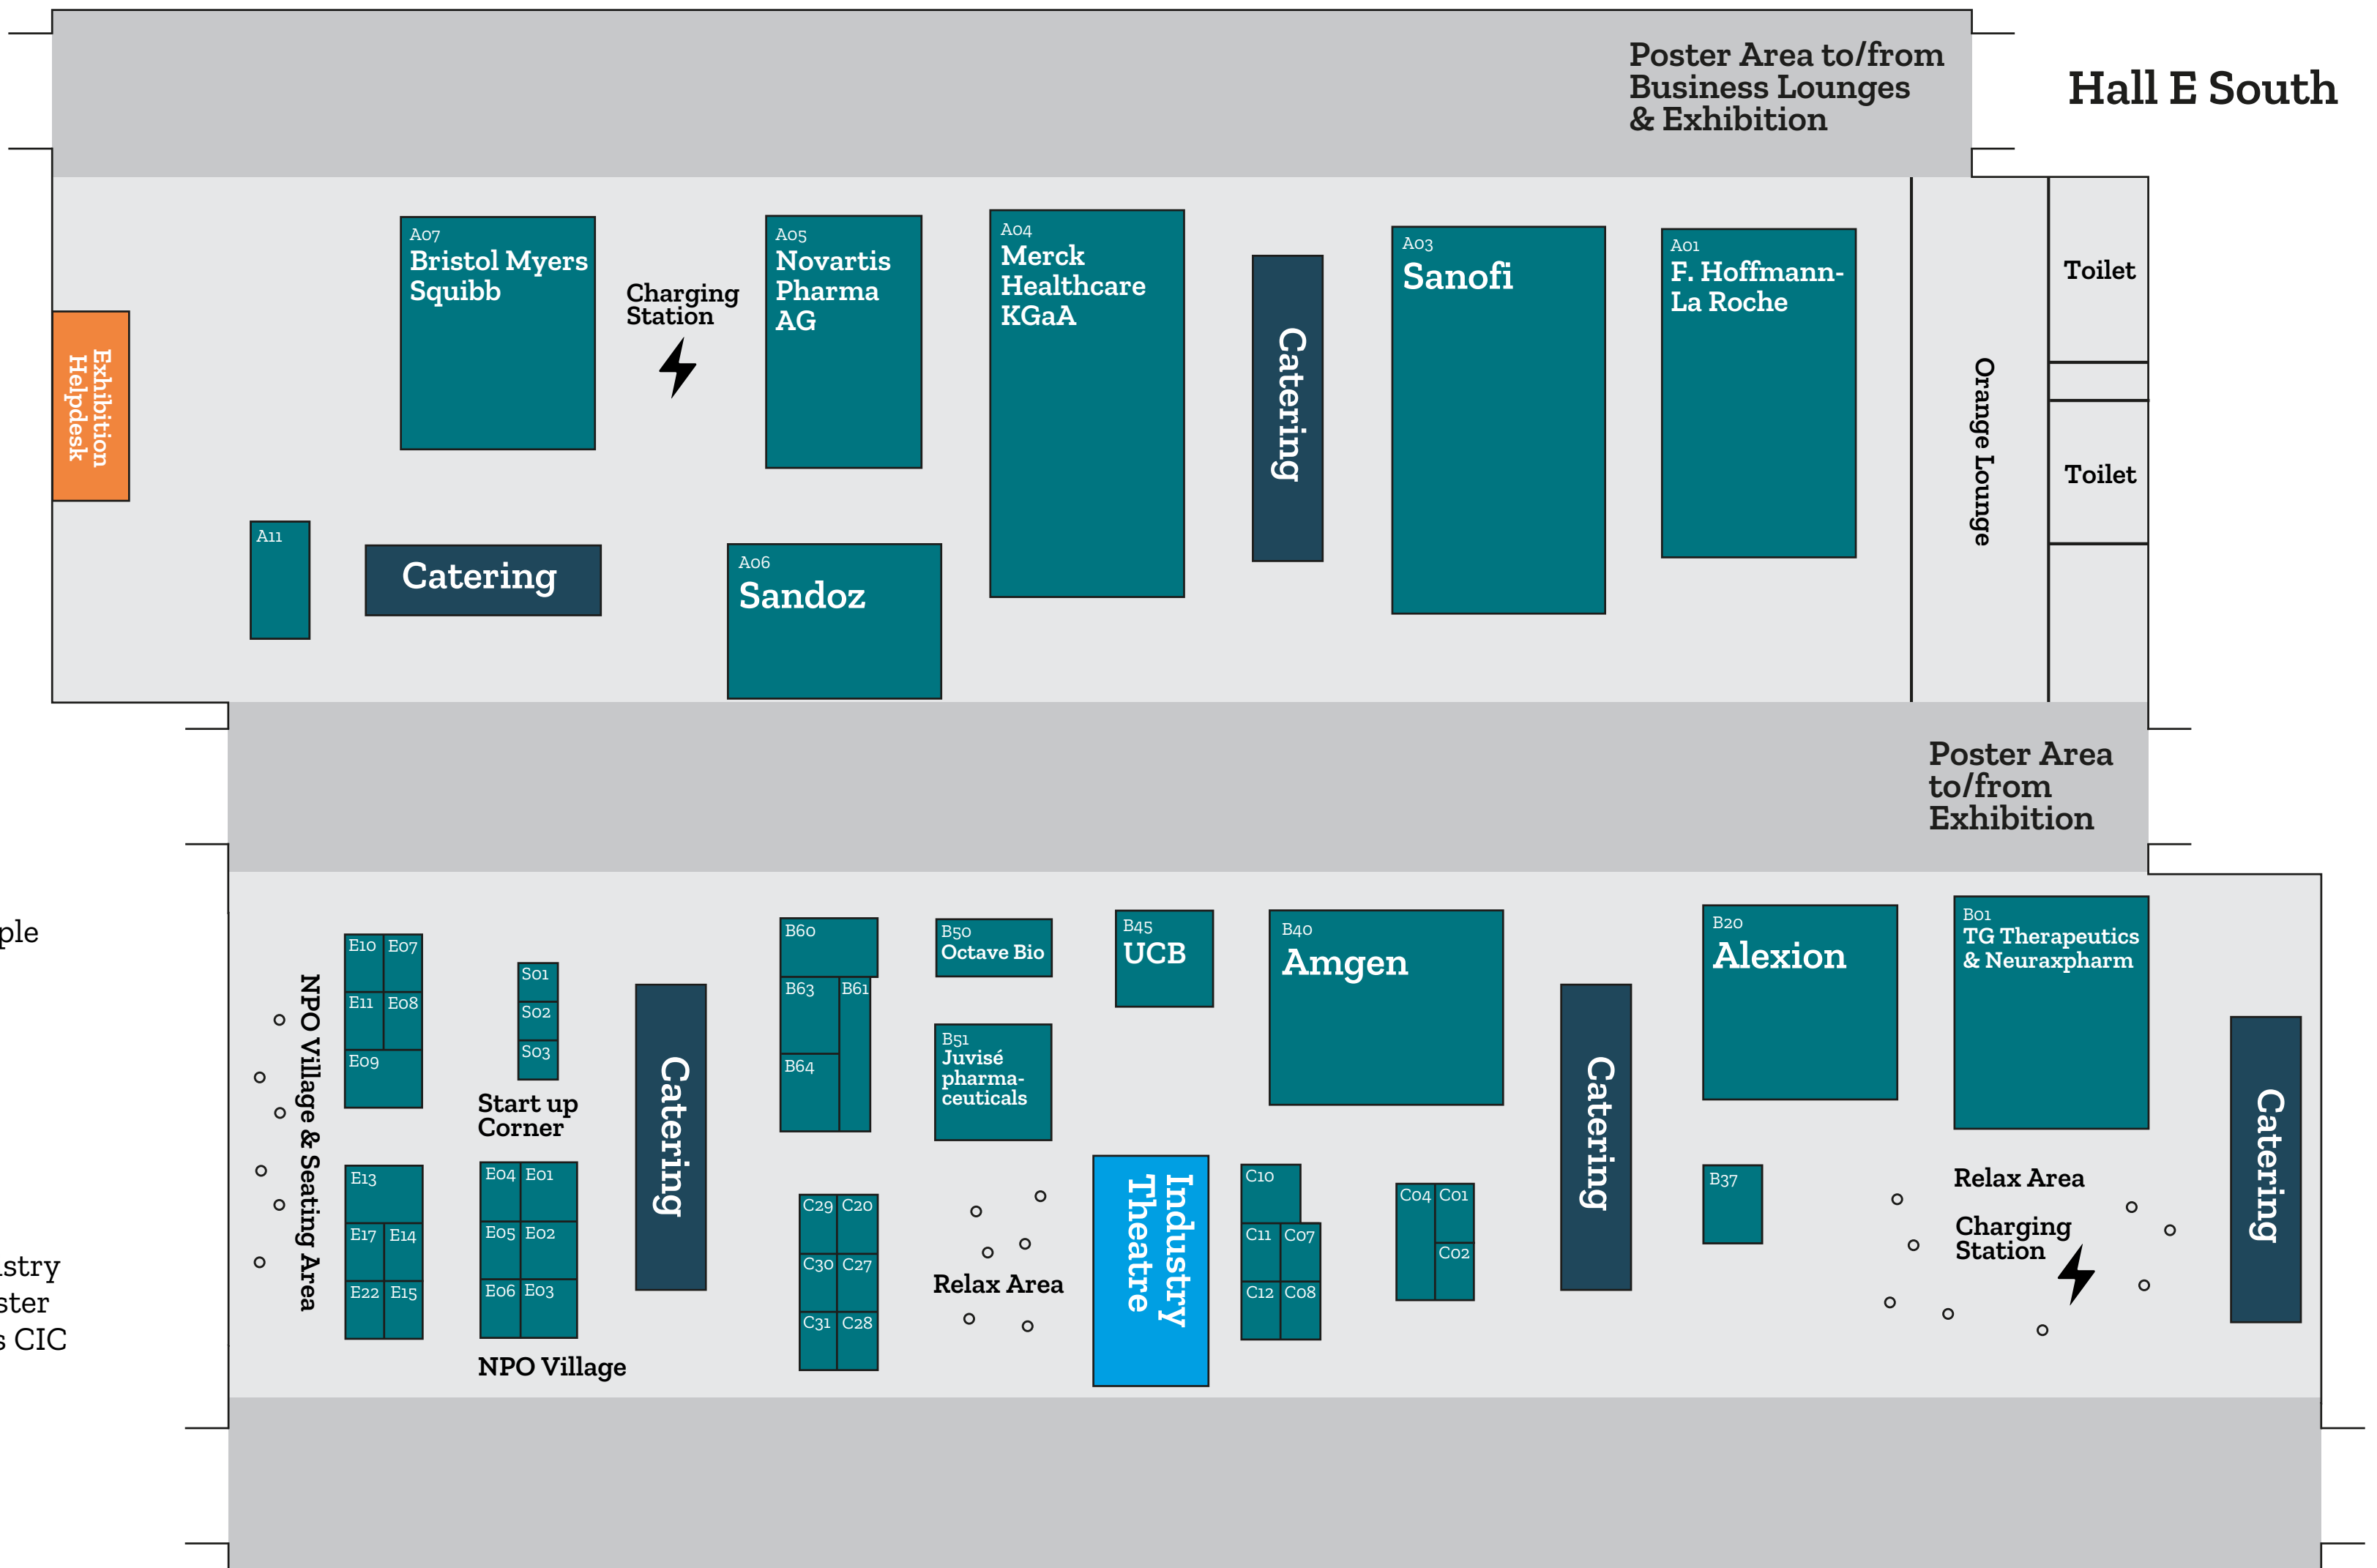 Poster Area to/from
Business Lounges
& Exhibition
Hall E South
A07
Bristol Myers
Squibb
Charging
Station
A05
Novartis
Pharma
AG
A04
Merck
Healthcare
KGaA
Catering
A03
Sanofi
A01
F. Hoffmann-
La Roche
Orange Lounge
Toilet
Toilet
Exhibition
Helpdesk
A11
Catering
A06
Sandoz
Poster Area
to/from
Exhibition
ple
stry
ster
s CIC
NPO Village & Seating Area
E10
E07
E11
E08
E09
S01
S02
S03
Start up
Corner
E13
E17
E14
E22
E15
E04
E01
E05
E02
E06
E03
NPO Village
Catering
B60
B63
B61
B64
B50
Octave Bio
B51
Juvisé
pharma-
ceuticals
C29
C20
C30
C27
C31
C28
Relax Area
B45
UCB
Industry
Theatre
B40
Amgen
C10
C11
C07
C12
C08
C04
C01
C02
Catering
B20
Alexion
B37
B01
TG Therapeutics
& Neuraxpharm
Relax Area
Charging
Station
Catering